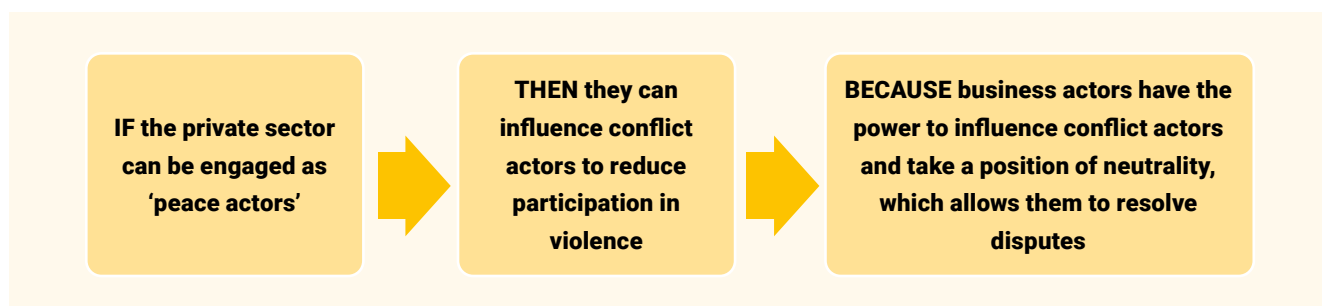 IF the private sector
can be engaged as
‘peace actors’
THEN they can
influence conflict
actors to reduce
participation in
violence
BECAUSE business actors have the
power to influence conflict actors
and take a position of neutrality,
which allows them to resolve
disputes